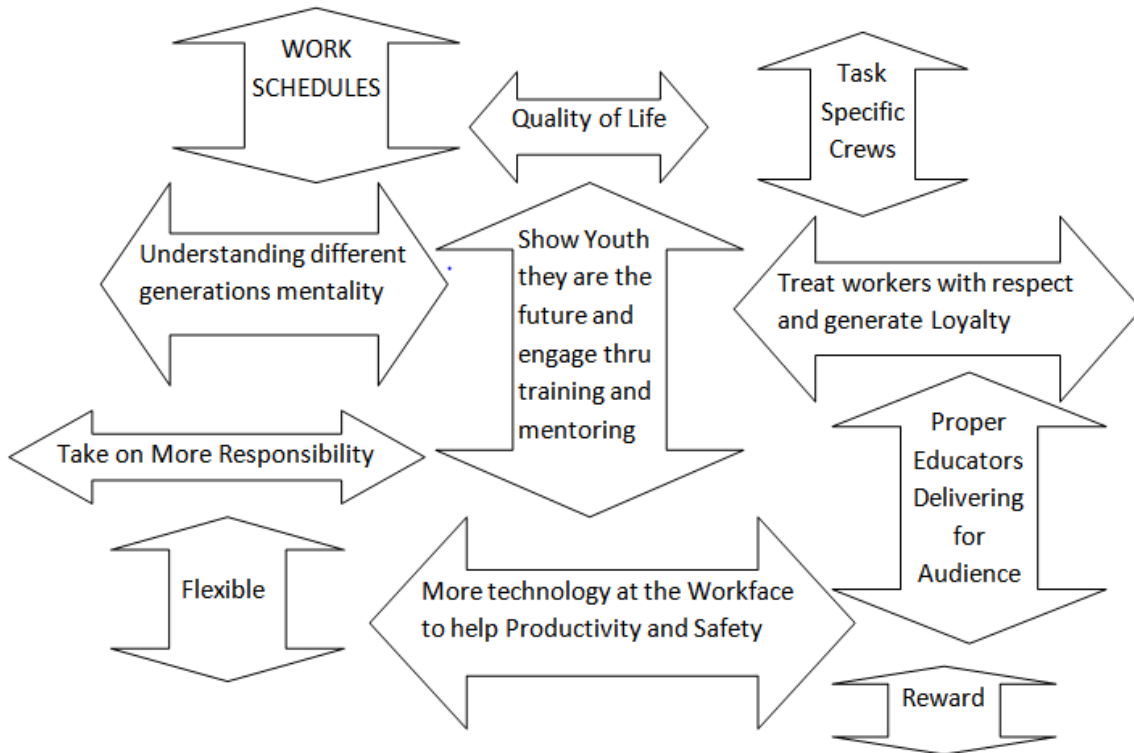 WORK
SCHEDULES
Quality of Life
Task
Specific
Crews
Understanding different
generations mentality
Show Youth
they are the
future and
engage thru
training and
mentoring
Treat workers with respect
and generate Loyalty
Take on More Responsibility
Proper
Educators
Delivering
for
Audience
Flexible
More technology at the Workface
to help Productivity and Safety
Reward